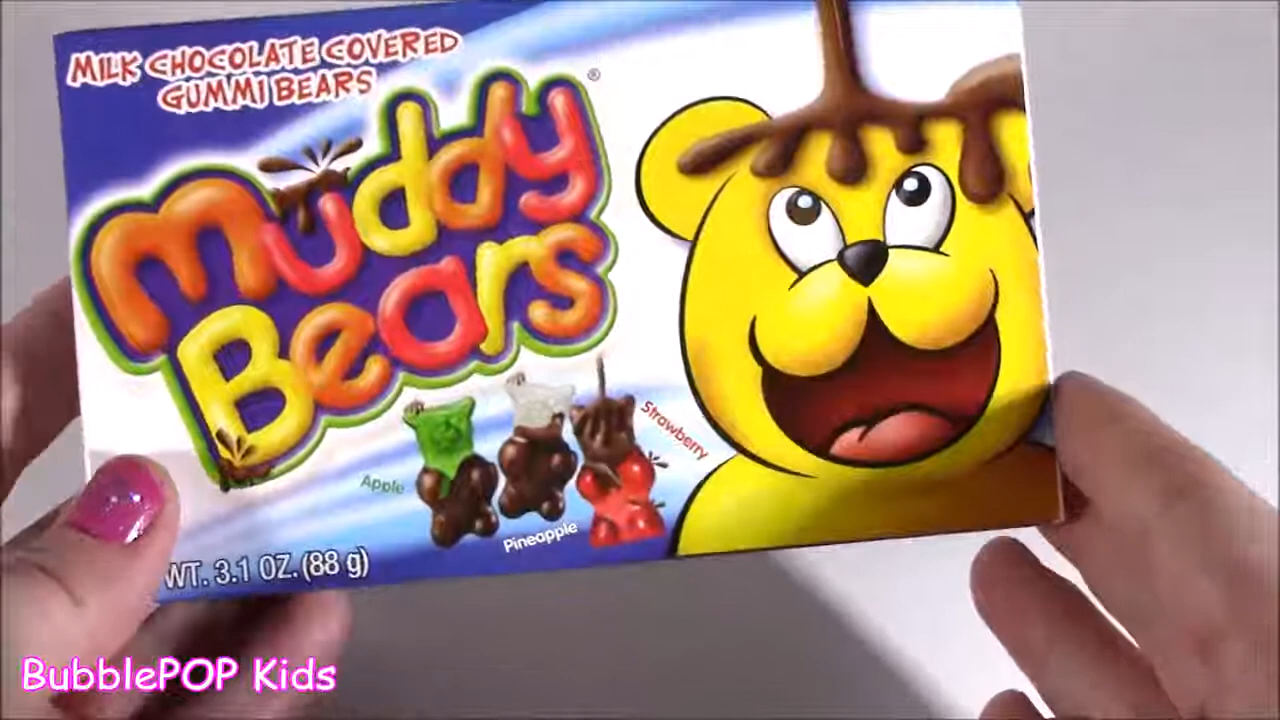 MILK CHOCOLATE COVERED
GUMMI BEARS
Muddy®
Bears
Apple
Pineapple
Strawberry
WT. 3.1 OZ. (88 g)
BubblePOP Kids